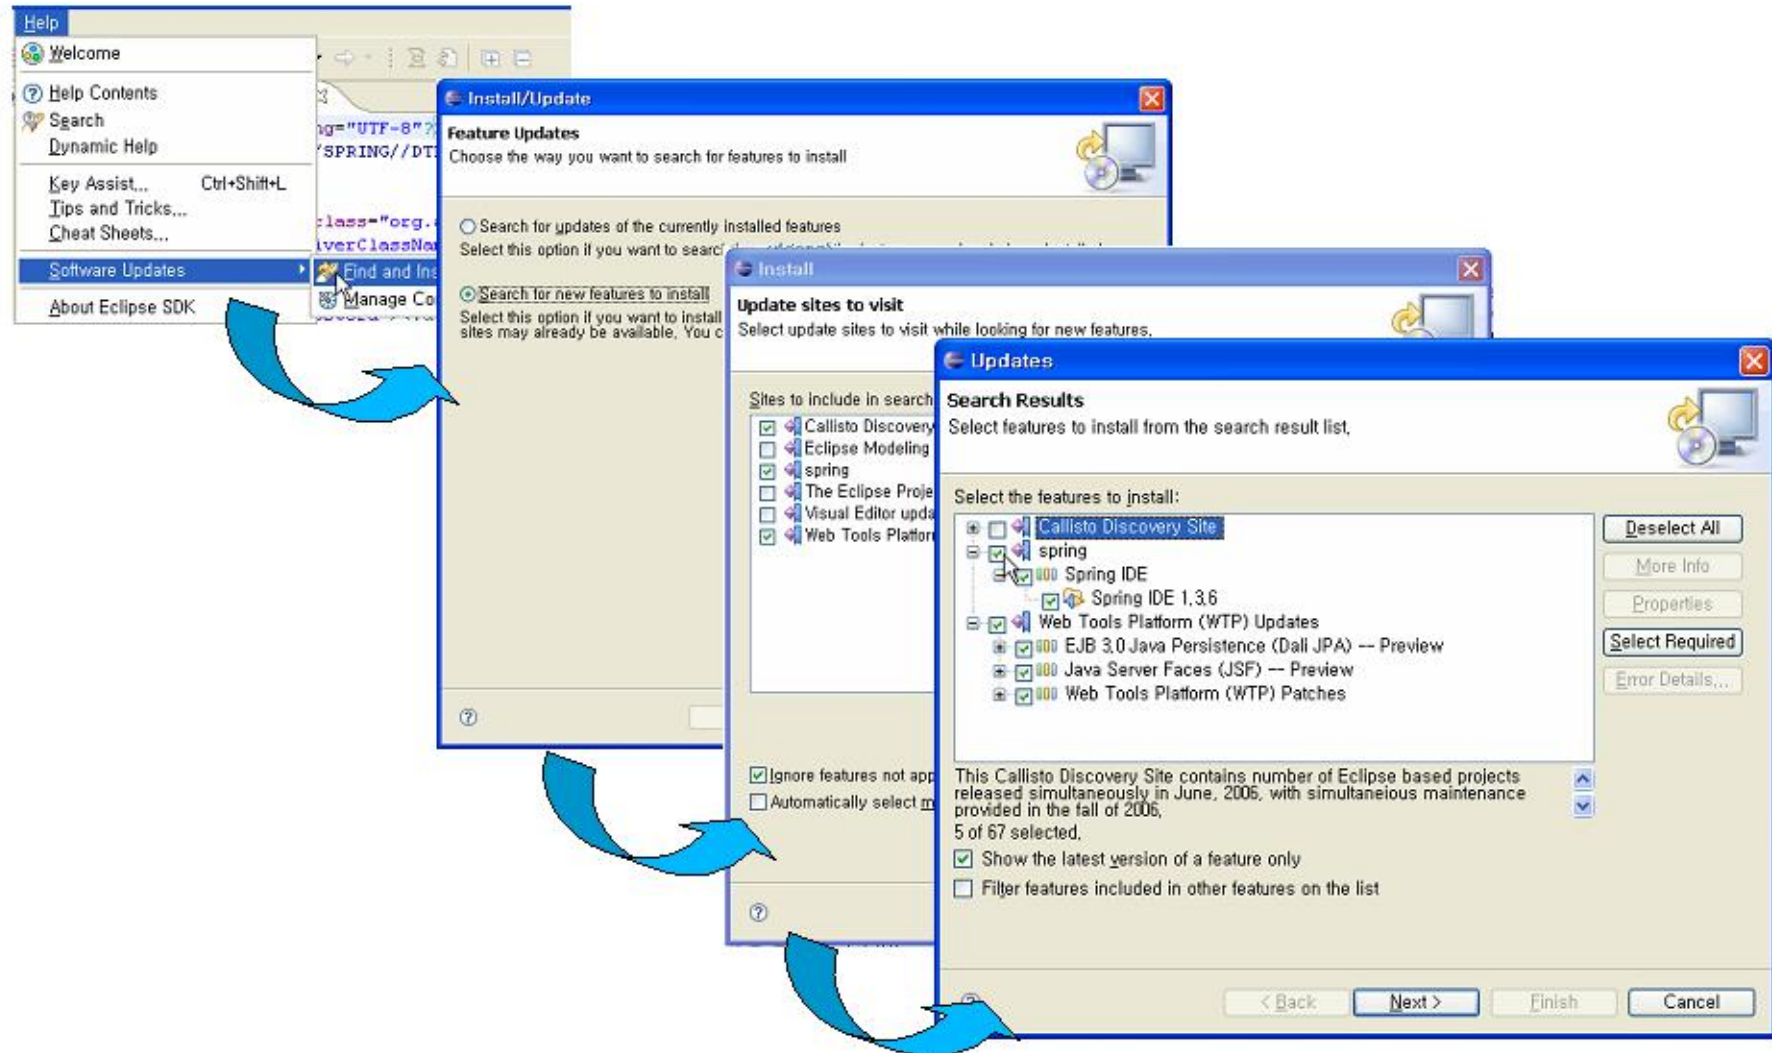 Help
Welcome
Help Contents
Search
Dynamic Help
Key Assist... Ctrl+Shift+L
Tips and Tricks...
Cheat Sheets...
Software Updates
Find and Ins
Manage Co
About Eclipse SDK
ng="UTF-8"?
'SPRING//DT
class="org.
iverClassNa
Install/Update
Feature Updates
Choose the way you want to search for features to install
Search for updates of the currently installed features
Select this option if you want to searc
Search for new features to install
Select this option if you want to install
sites may already be available, You c
Install
Update sites to visit
Select update sites to visit while looking for new features,
Sites to include in search
Callisto Discovery
Eclipse Modeling
spring
The Eclipse Proje
Visual Editor upda
Web Tools Platfor
Ignore features not app
Automatically select m
Updates
Search Results
Select features to install from the search result list,
Select the features to install:
Callisto Discovery Site
spring
Spring IDE
Spring IDE 1,3,6
Web Tools Platform (WTP) Updates
EJB 3,0 Java Persistence (Dali JPA) -- Preview
Java Server Faces (JSF) -- Preview
Web Tools Platform (WTP) Patches
Deselect All
More Info
Properties
Select Required
Error Details,,,
This Callisto Discovery Site contains number of Eclipse based projects
released simultaneously in June, 2006, with simultaneious maintenance
provided in the fall of 2006,
5 of 67 selected,
Show the latest version of a feature only
Filter features included in other features on the list
< Back
Next >
Finish
Cancel